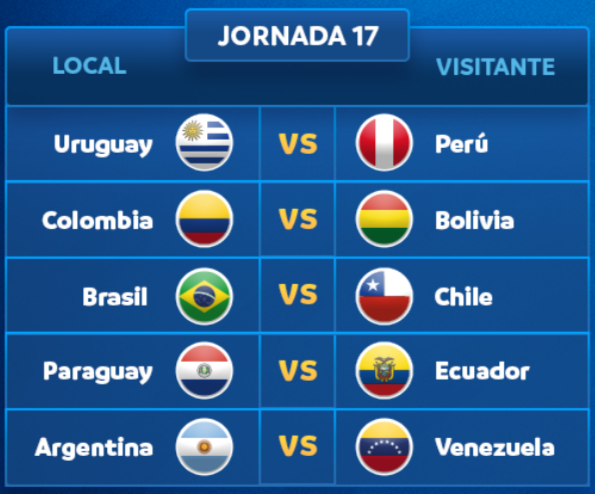 JORNADA 17
LOCAL VISITANTE
Uruguay VS Perú
Colombia VS Bolivia
Brasil VS Chile
Paraguay VS Ecuador
Argentina VS Venezuela